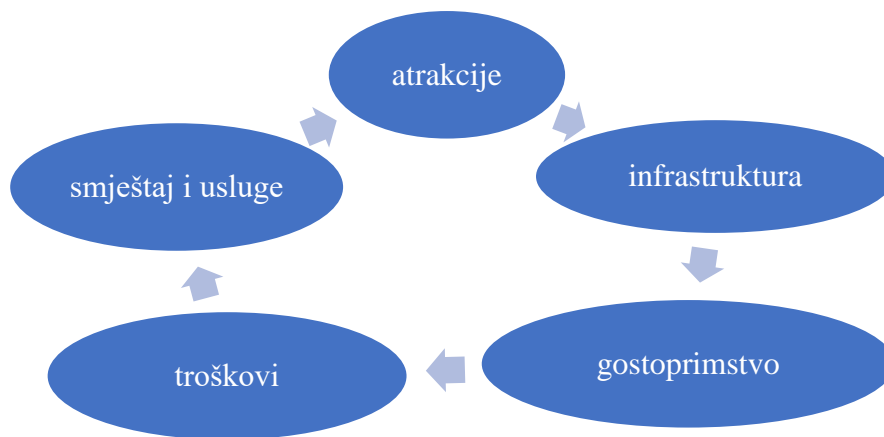 atrakcije
infrastruktura
gostoprimstvo
troškovi
smještaj i usluge